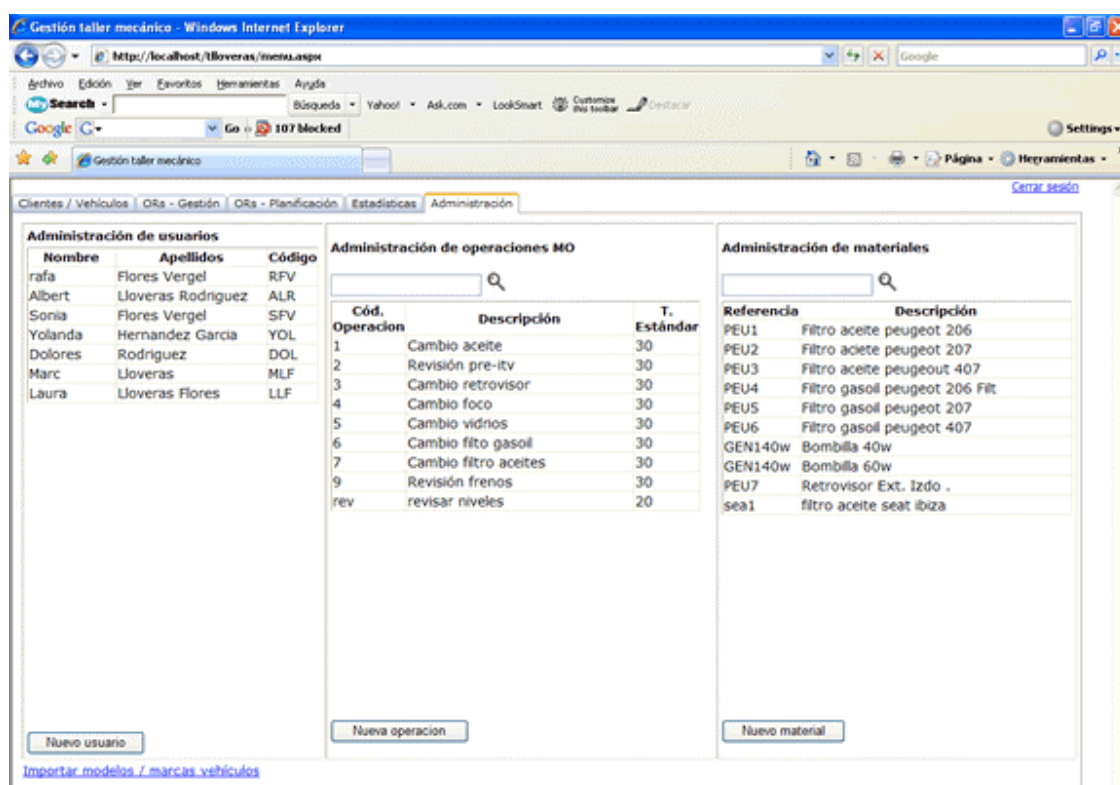 Gestión taller mecánico - Windows Internet Explorer
http://localhost/tlloveras/menu.aspx
Google
Archivo Edición Ver Favoritos Herramientas Ayuda
My Search Búsqueda Yahoo! Ask.com LookSmart Customize this toolbar Destacar
Google G Go 107 blocked Settings
Gestión taller mecánico Página Herramientas
Cerrar sesión
Clientes / Vehículos ORs - Gestión ORs - Planificación Estadísticas Administración
Administración de usuarios
Nombre Apellidos Código
rafa Flores Vergel RFV
Albert Lloveras Rodriguez ALR
Sonia Flores Vergel SFV
Yolanda Hernandez Garcia YOL
Dolores Rodriguez DOL
Marc Lloveras MLF
Laura Lloveras Flores LLF
Nuevo usuario
Importar modelos / marcas vehículos
Administración de operaciones MO
Cód. Operacion Descripción T. Estándar
1 Cambio aceite 30
2 Revisión pre-itv 30
3 Cambio retrovisor 30
4 Cambio foco 30
5 Cambio vidrios 30
6 Cambio filto gasoil 30
7 Cambio filtro aceites 30
9 Revisión frenos 30
rev revisar niveles 20
Nueva operacion
Administración de materiales
Referencia Descripción
PEU1 Filtro aceite peugeot 206
PEU2 Filtro aciete peugeot 207
PEU3 Filtro aceite peugeout 407
PEU4 Filtro gasoil peugeot 206 Filt
PEU5 Filtro gasoil peugeot 207
PEU6 Filtro gasoil peugeot 407
GEN140w Bombilla 40w
GEN140w Bombilla 60w
PEU7 Retrovisor Ext. Izdo .
sea1 filtro aceite seat ibiza
Nuevo material